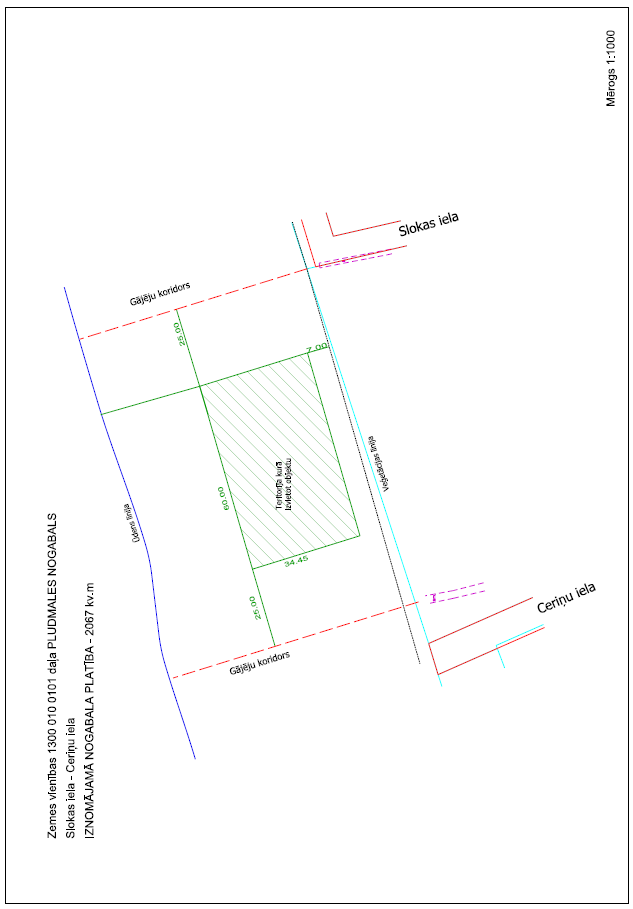 Zemes vienības 1300 010 0101 daļa PLUDMALES NOGABALS
Slokas iela - Ceriņu iela
IZNOMĀJAMĀ NOGABALA PLATĪBA - 2067 kv.m
Mērogs 1:1000
Slokas iela
Gājēju koridors
25.00
7.00
Teritorija kurā
Izvietot objektu
Veģetācijas līnija
60.00
Ūdens līnija
34.45
25.00
Ceriņu iela
Gājēju koridors